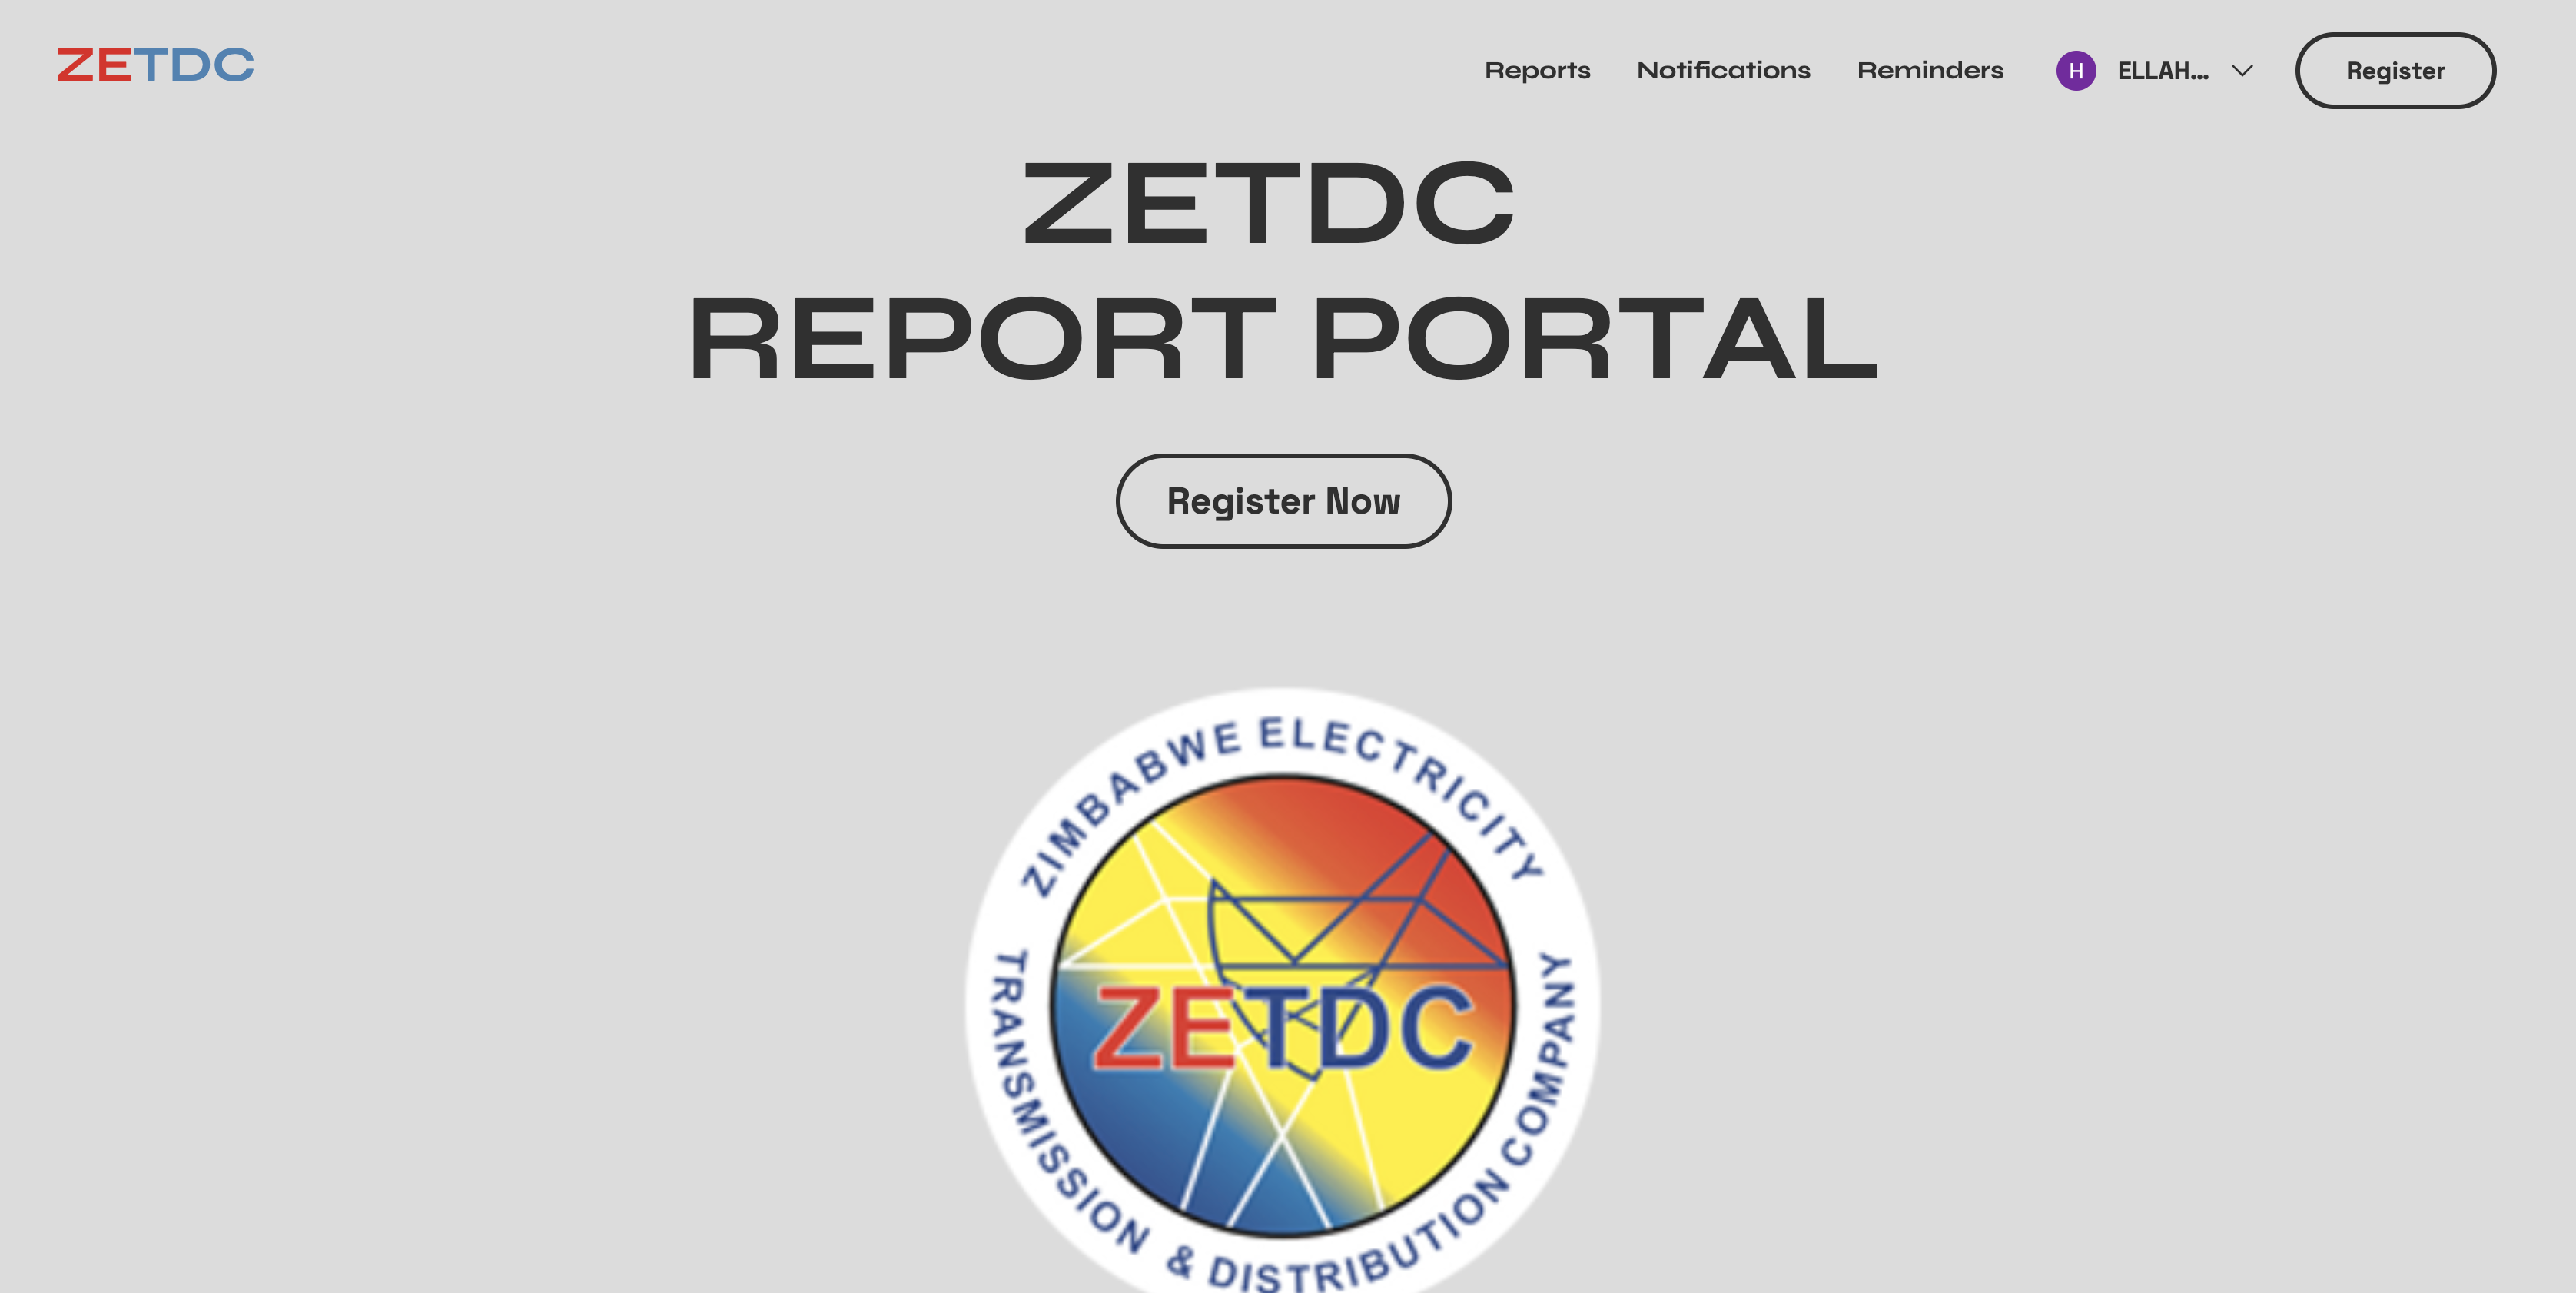 ZETDC
Reports
Notifications
Reminders
H
ELLAH...
Register
ZETDC
REPORT PORTAL
Register Now
ZIMBABWE ELECTRICITY
ZETDC
TRANSMISSION & DISTRIBUTION COMPANY